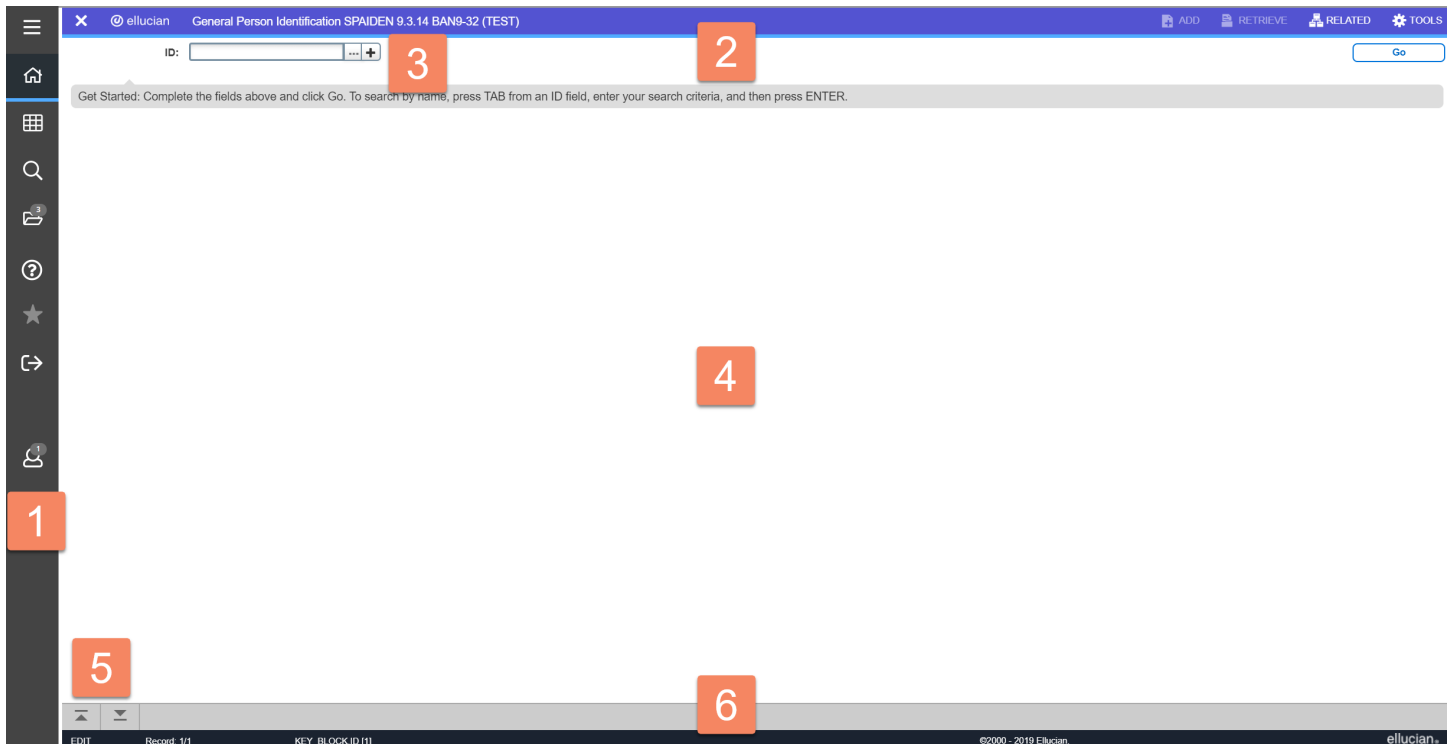 ellucian General Person Identification SPAIDEN 9.3.14 BAN9-32 (TEST) ADD RETRIEVE RELATED TOOLS
ID: ... Go
2
3
Get Started: Complete the fields above and click Go. To search by name, press TAB from an ID field, enter your search criteria, and then press ENTER.
3
4
1
1
5
6
EDIT Record: 1/1 KEY_BLOCK.ID [1] ©2000 - 2019 Ellucian. ellucian